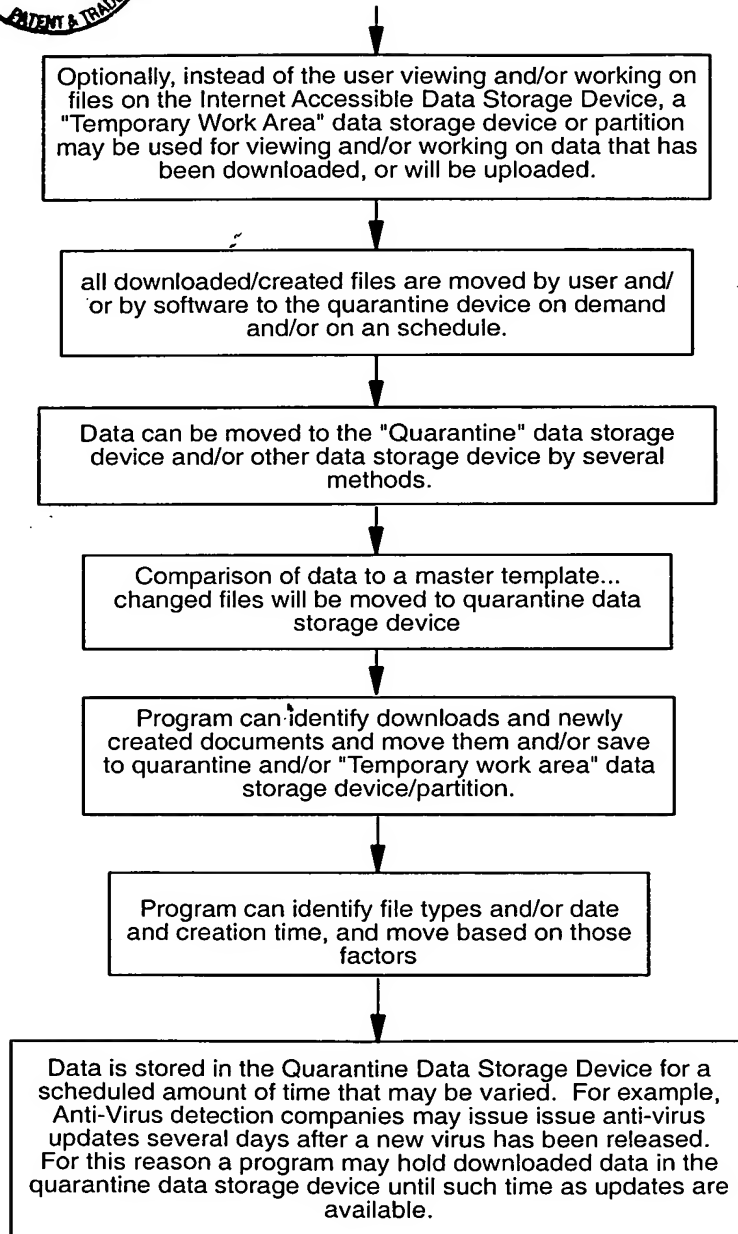 PATENT & TRAD
Optionally, instead of the user viewing and/or working on
files on the Internet Accessible Data Storage Device, a
"Temporary Work Area" data storage device or partition
may be used for viewing and/or working on data that has
been downloaded, or will be uploaded.
all downloaded/created files are moved by user and/
or by software to the quarantine device on demand
and/or on an schedule.
Data can be moved to the "Quarantine" data storage
device and/or other data storage device by several
methods.
Comparison of data to a master template...
changed files will be moved to quarantine data
storage device
Program can identify downloads and newly
created documents and move them and/or save
to quarantine and/or "Temporary work area" data
storage device/partition.
Program can identify file types and/or date
and creation time, and move based on those
factors
Data is stored in the Quarantine Data Storage Device for a
scheduled amount of time that may be varied.  For example,
Anti-Virus detection companies may issue issue anti-virus
updates several days after a new virus has been released.
For this reason a program may hold downloaded data in the
quarantine data storage device until such time as updates are
available.